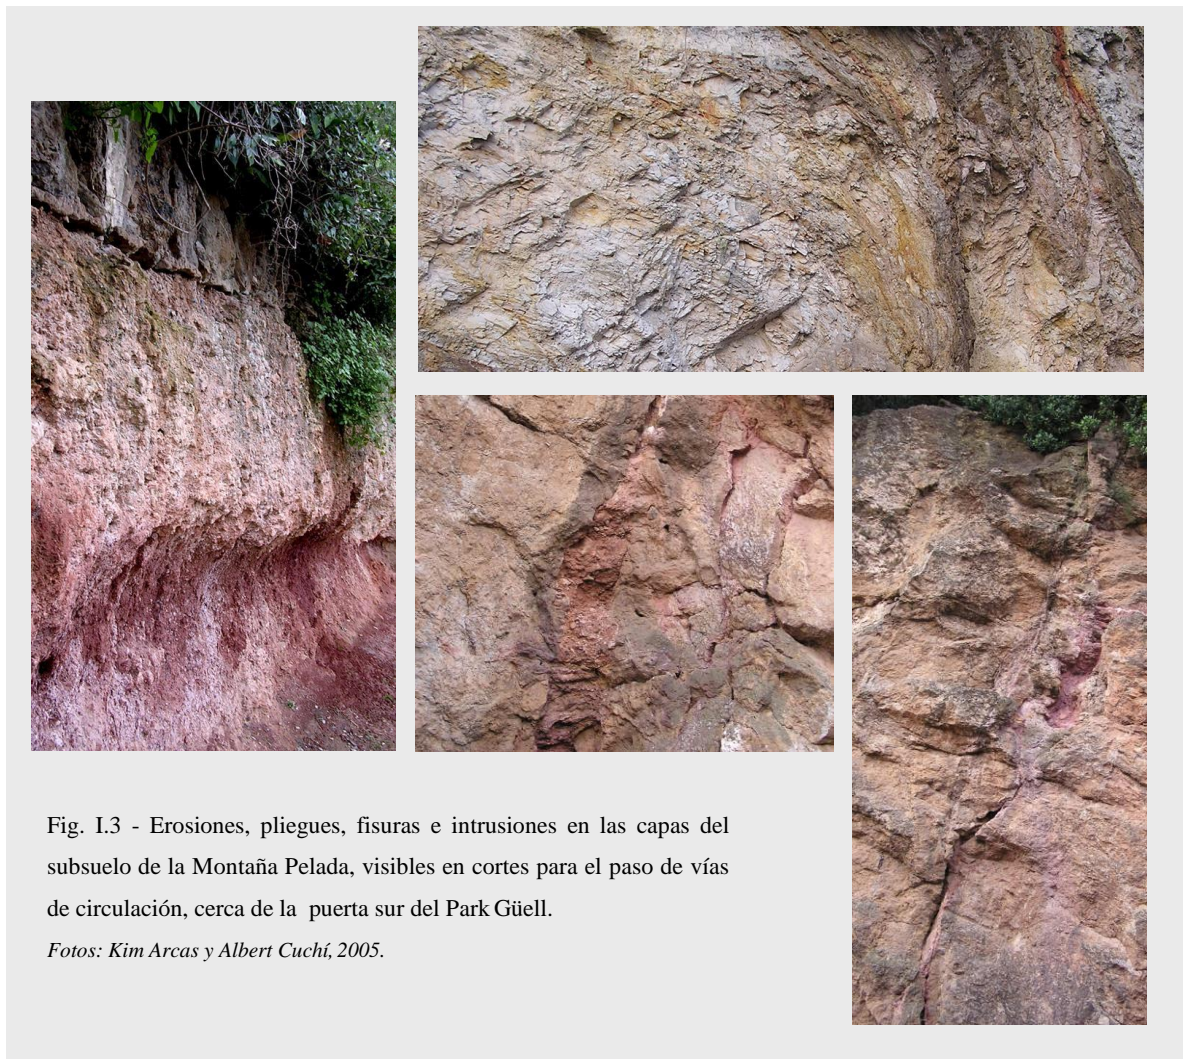 Fig. I.3 - Erosiones, pliegues, fisuras e intrusiones en las capas del
subsuelo de la Montaña Pelada, visibles en cortes para el paso de vías
de circulación, cerca de la puerta sur del Park Güell.
Fotos: Kim Arcas y Albert Cuchí, 2005.